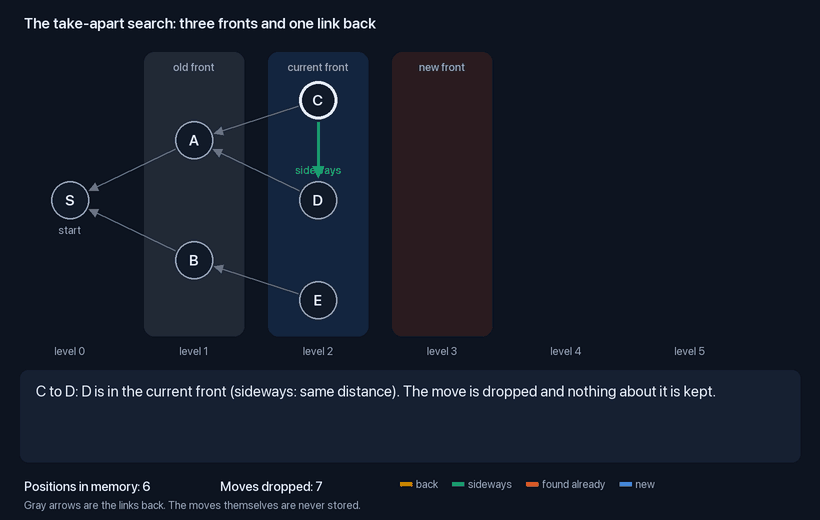 The take-apart search: three fronts and one link back
old front
current front
new front
C
A
sideways
S
D
start
B
E
level 0
level 1
level 2
level 3
level 4
level 5
C to D: D is in the current front (sideways: same distance). The move is dropped and nothing about it is kept.
Positions in memory: 6
Moves dropped: 7
back
sideways
found already
new
Gray arrows are the links back. The moves themselves are never stored.